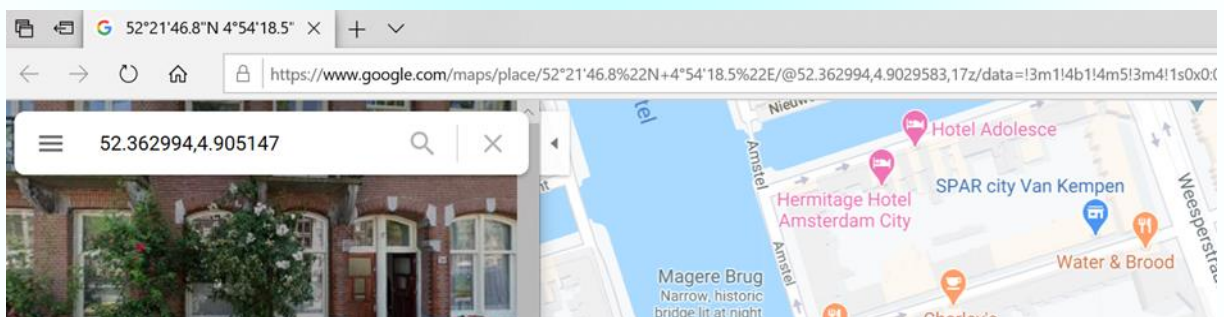 52°21'46.8"N 4°54'18.5"
https://www.google.com/maps/place/52°21'46.8%22N+4°54'18.5%22E/@52.362994,4.9029583,17z/data=!3m1!4b1!4m5!3m4!1s0x0:0
52.362994,4.905147
Amstel
Hotel Adolesce
Hermitage Hotel
Amsterdam City
SPAR city Van Kempen
Water & Brood
Amstel
Magere Brug
Narrow, historic
bridge lit at night